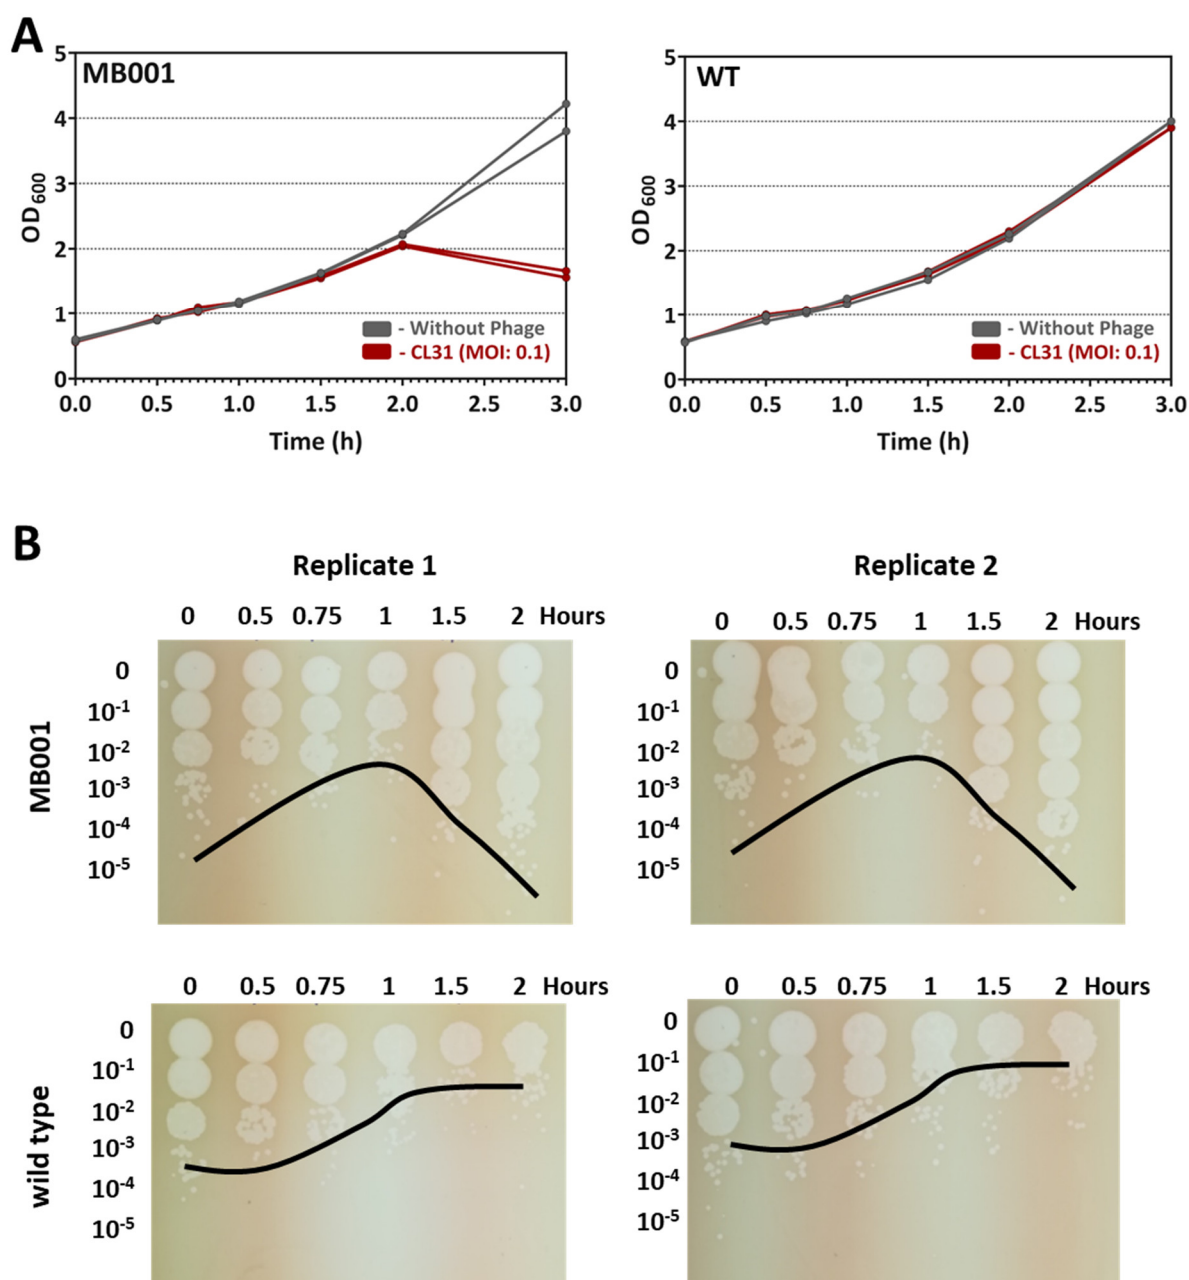 A
MB001
WT
5
4
3
2
1
0
OD600
0.0 0.5 1.0 1.5 2.0 2.5 3.0
Time (h)
- Without Phage
- CL31 (MOI: 0.1)
5
4
3
2
1
0
OD600
0.0 0.5 1.0 1.5 2.0 2.5 3.0
Time (h)
- Without Phage
- CL31 (MOI: 0.1)
B
Replicate 1
Replicate 2
MB001
0 0.5 0.75 1 1.5 2 Hours
0
10-1
10-2
10-3
10-4
10-5
0 0.5 0.75 1 1.5 2 Hours
0
10-1
10-2
10-3
10-4
10-5
wild type
0 0.5 0.75 1 1.5 2 Hours
0
10-1
10-2
10-3
10-4
10-5
0 0.5 0.75 1 1.5 2 Hours
0
10-1
10-2
10-3
10-4
10-5